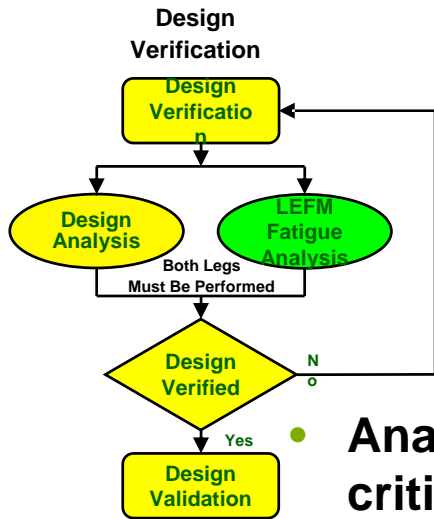 Design
Verification
Design
Verificatio
n
Design
Analysis
LEFM
Fatigue
Analysis
Both Legs
Must Be Performed
Design
Verified
N
o
Yes
Design
Validation
• Ana
criti